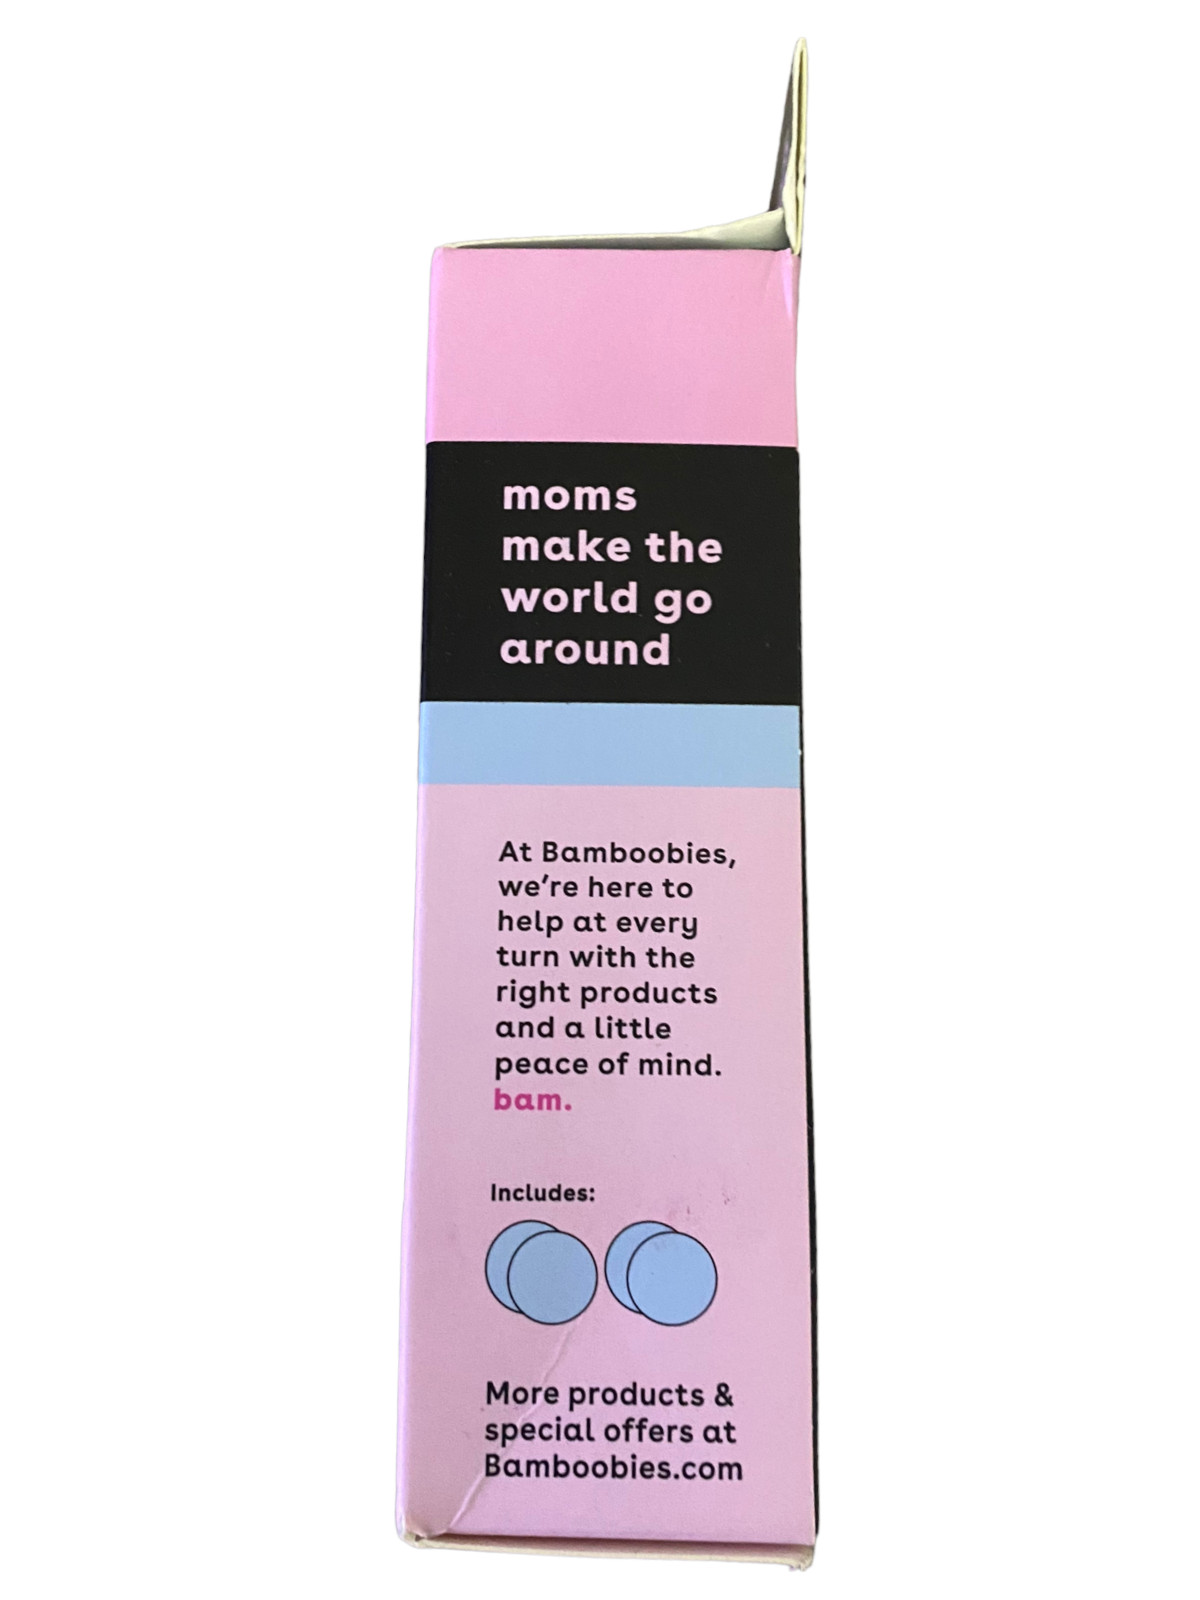 moms
make the
world go
around
At Bamboobies,
we're here to
help at every
turn with the
right products
and a little
peace of mind.
bam.
Includes:
More products &
special offers at
Bamboobies.com